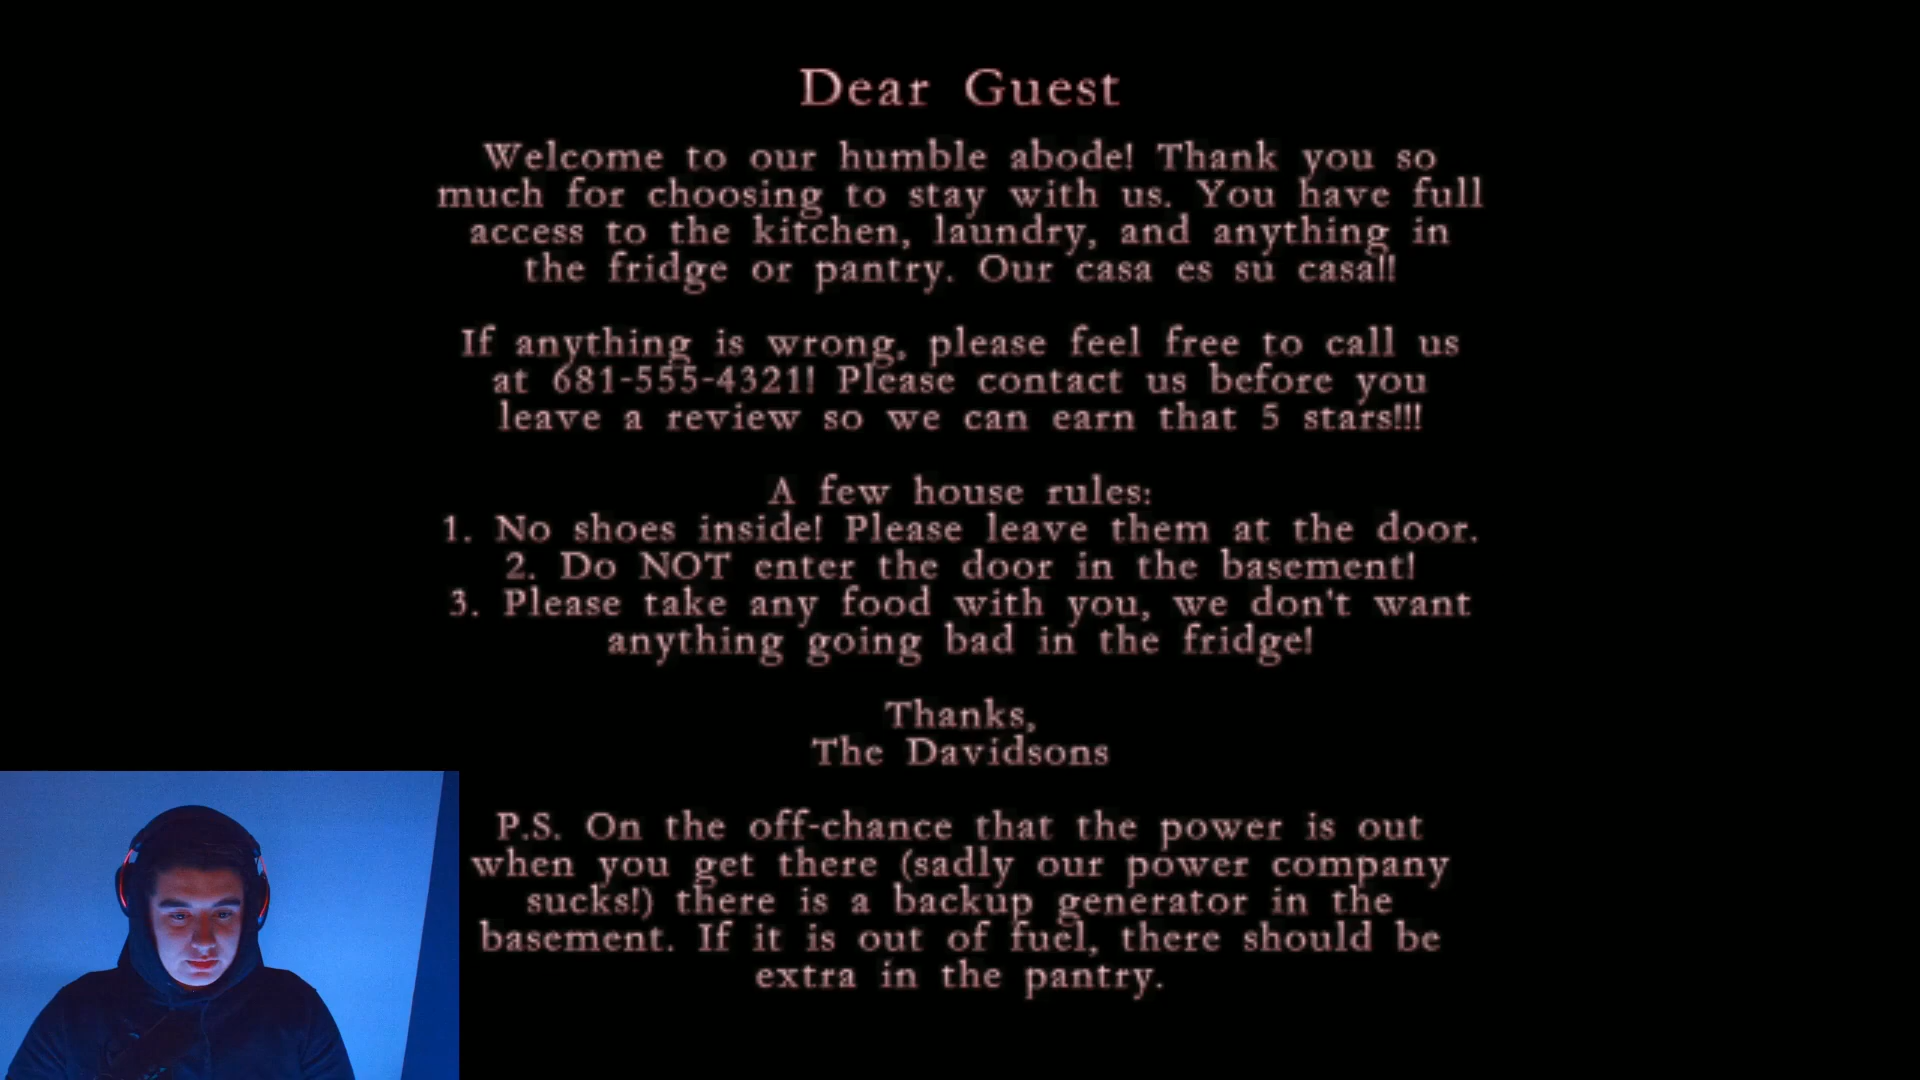 Dear Guest
Welcome to our humble abode! Thank you so
much for choosing to stay with us. You have full
access to the kitchen, laundry, and anything in
the fridge or pantry. Our casa es su casa!!
If anything is wrong, please feel free to call us
at 681-555-4321! Please contact us before you
leave a review so we can earn that 5 stars!!!
A few house rules:
1. No shoes inside! Please leave them at the door.
2. Do NOT enter the door in the basement!
3. Please take any food with you, we don't want
anything going bad in the fridge!
Thanks,
The Davidsons
P.S. On the off-chance that the power is out
when you get there (sadly our power company
sucks!) there is a backup generator in the
basement. If it is out of fuel, there should be
extra in the pantry.